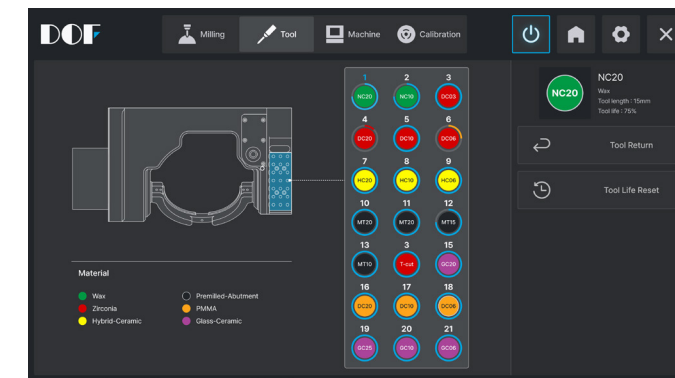 DOF
Milling
Tool
Machine
Calibration
1 2 3
NC20 NC10 DC03
4 5 6
DC20 DC10 DC06
7 8 9
HC20 HC10 HC06
10 11 12
MT20 MT20 MT15
13 3 15
MT10 T-cut GC20
16 17 18
DC20 DC10 DC06
19 20 21
GC25 GC10 GC06
Material
Wax
Zirconia
Hybrid-Ceramic
Premilled-Abutment
PMMA
Glass-Ceramic
NC20
NC20
Wax
Tool length : 15mm
Tool life : 75%
Tool Return
Tool Life Reset